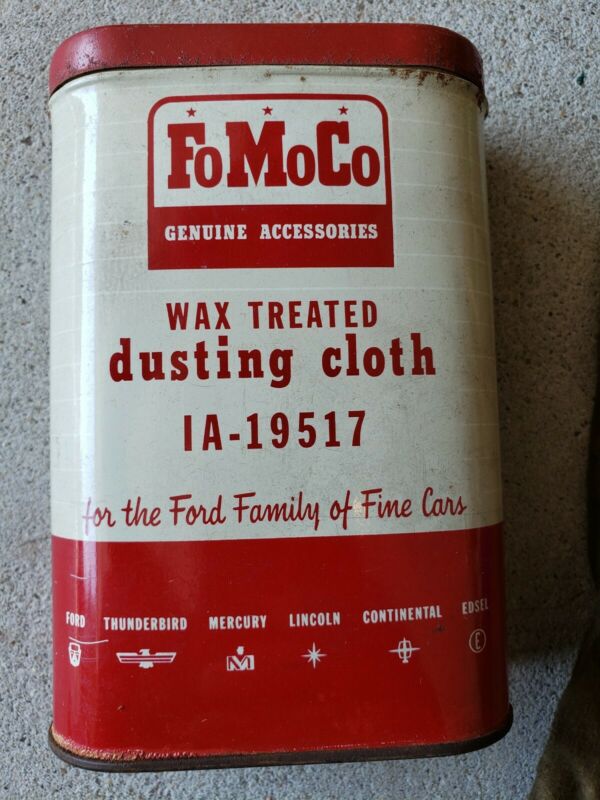 FoMoCo
GENUINE ACCESSORIES
WAX TREATED
dusting cloth
IA-19517
for the Ford Family of Fine Cars
FORD THUNDERBIRD MERCURY LINCOLN CONTINENTAL EDSEL
M E